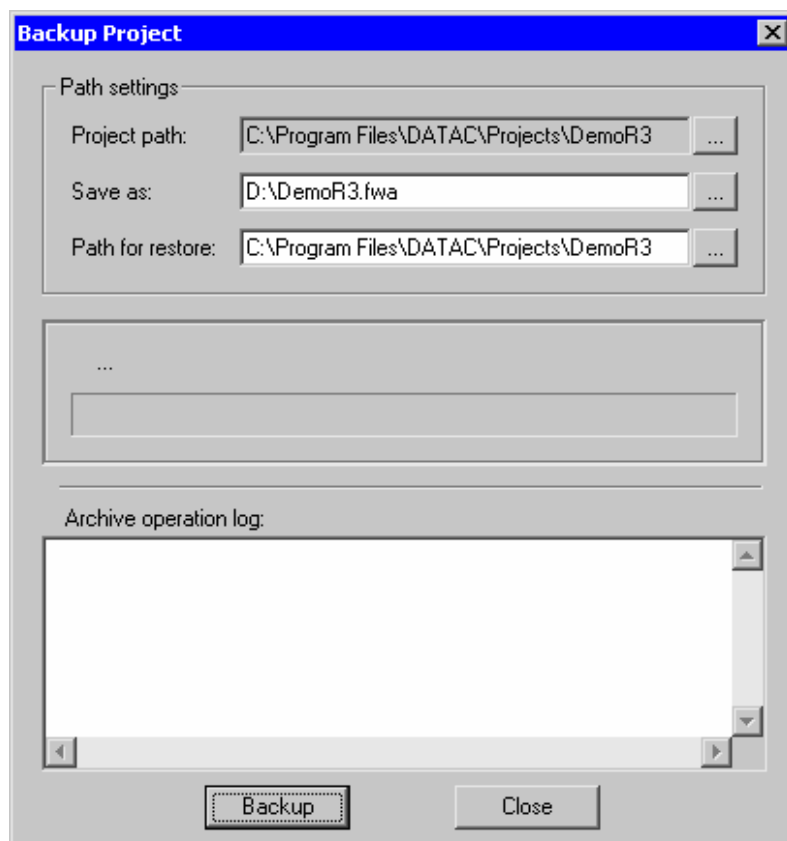 Backup Project
Path settings
Project path: C:\Program Files\DATAC\Projects\DemoR3 ...
Save as: D:\DemoR3.fwa ...
Path for restore: C:\Program Files\DATAC\Projects\DemoR3 ...
...
Archive operation log:
Backup Close